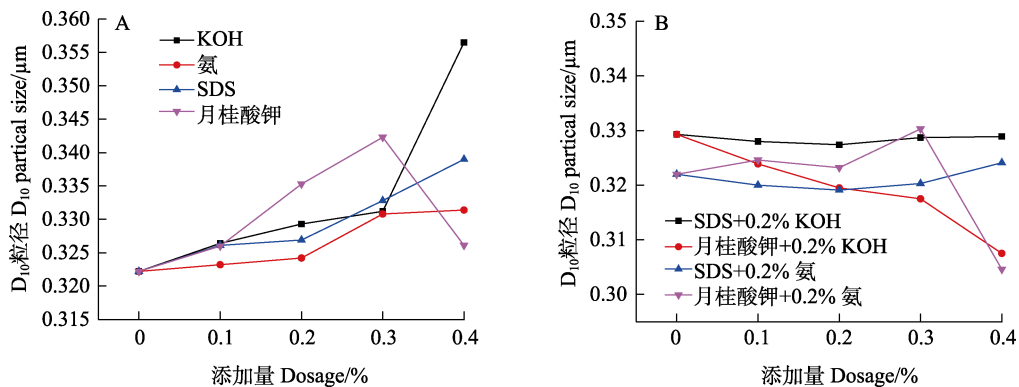 A
D₁₀粒径 D₁₀ partical size/μm
0.360
0.355
0.350
0.345
0.340
0.335
0.330
0.325
0.320
0.315
KOH
氨
SDS
月桂酸钾
0 0.1 0.2 0.3 0.4
添加量 Dosage/%
B
D₁₀粒径 D₁₀ partical size/μm
0.35
0.34
0.33
0.32
0.31
0.30
SDS+0.2% KOH
月桂酸钾+0.2% KOH
SDS+0.2% 氨
月桂酸钾+0.2% 氨
0 0.1 0.2 0.3 0.4
添加量 Dosage/%